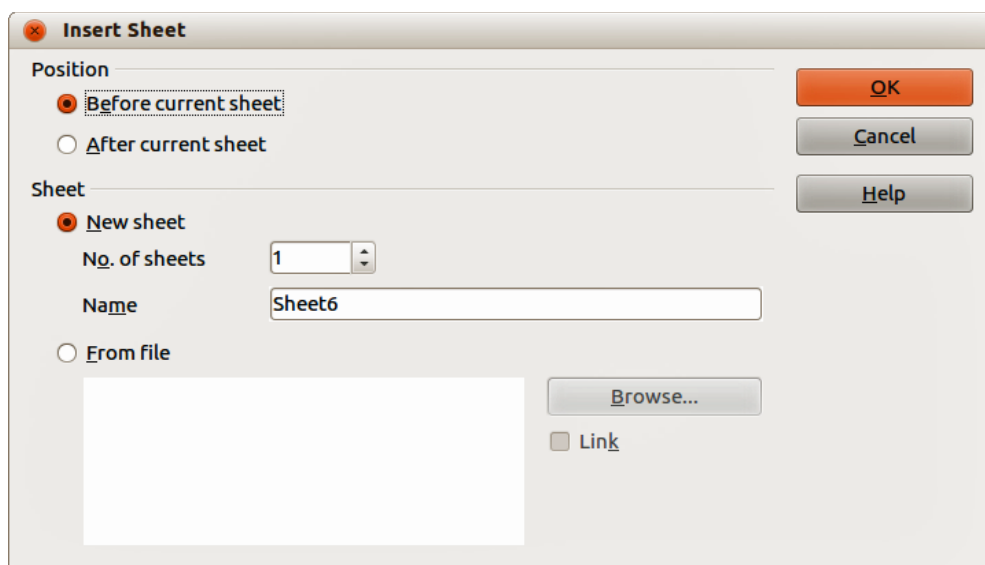 Insert Sheet
Position
Before current sheet
After current sheet
OK
Cancel
Help
Sheet
New sheet
No. of sheets 1
Name Sheet6
From file
Browse...
Link